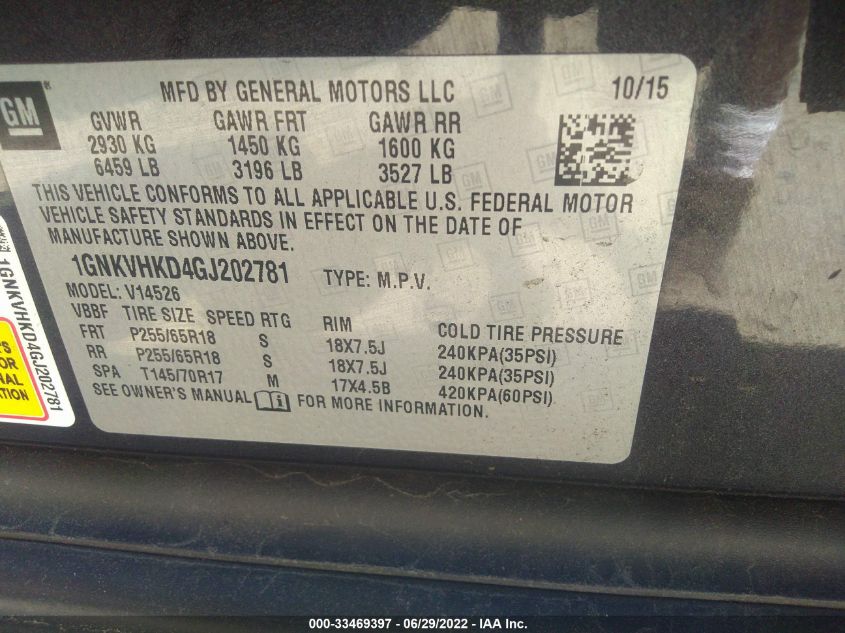 GM
MFD BY GENERAL MOTORS LLC 10/15
GVWR GAWR FRT GAWR RR
2930 KG 1450 KG 1600 KG
6459 LB 3196 LB 3527 LB
THIS VEHICLE CONFORMS TO ALL APPLICABLE U.S. FEDERAL MOTOR
VEHICLE SAFETY STANDARDS IN EFFECT ON THE DATE OF
MANUFACTURE SHOWN ABOVE.
1GNKVHKD4GJ202781 TYPE: M.P.V.
MODEL: V14526
VBBF TIRE SIZE SPEED RTG RIM COLD TIRE PRESSURE
FRT P255/65R18 S 18X7.5J 240KPA(35PSI)
RR P255/65R18 S 18X7.5J 240KPA(35PSI)
SPA T145/70R17 M 17X4.5B 420KPA(60PSI)
SEE OWNER'S MANUAL FOR MORE INFORMATION.
1GNKVHKD4GJ202781
000-33469397 - 06/29/2022 - IAA Inc.